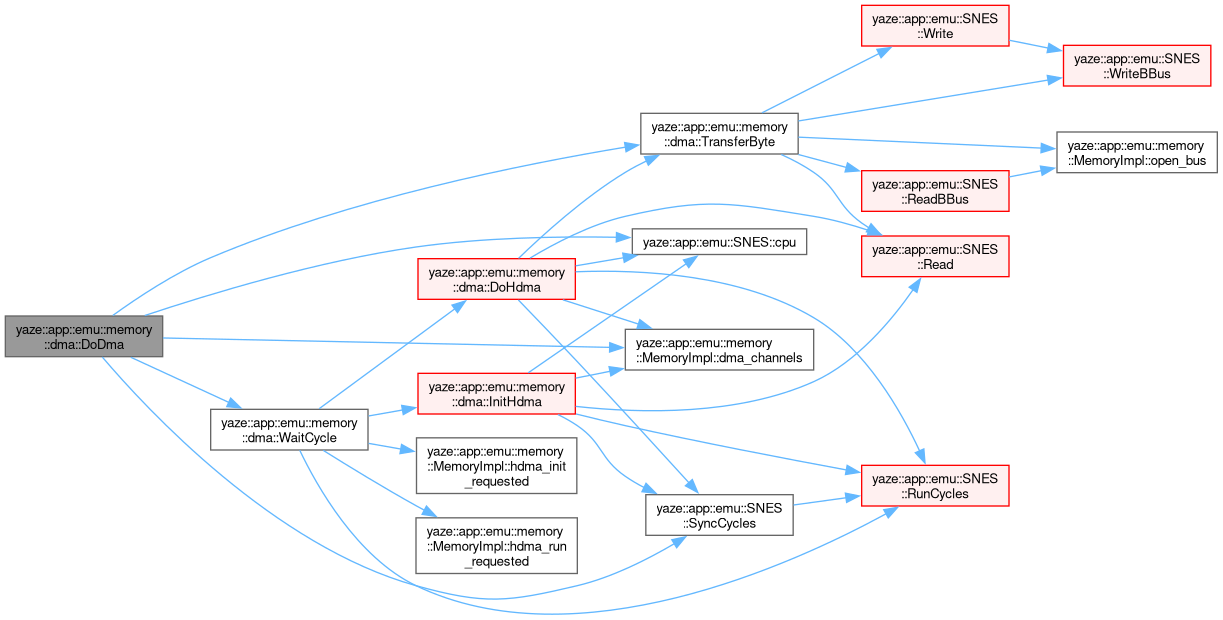 yaze::app::emu::SNES
::Write
yaze::app::emu::SNES
::WriteBBus
yaze::app::emu::memory
::dma::TransferByte
yaze::app::emu::memory
::MemoryImpl::open_bus
yaze::app::emu::SNES
::ReadBBus
yaze::app::emu::SNES::cpu
yaze::app::emu::SNES
::Read
yaze::app::emu::memory
::dma::DoHdma
yaze::app::emu::memory
::dma::DoDma
yaze::app::emu::memory
::MemoryImpl::dma_channels
yaze::app::emu::memory
::dma::InitHdma
yaze::app::emu::memory
::dma::WaitCycle
yaze::app::emu::memory
::MemoryImpl::hdma_init
_requested
yaze::app::emu::SNES
::RunCycles
yaze::app::emu::SNES
::SyncCycles
yaze::app::emu::memory
::MemoryImpl::hdma_run
_requested